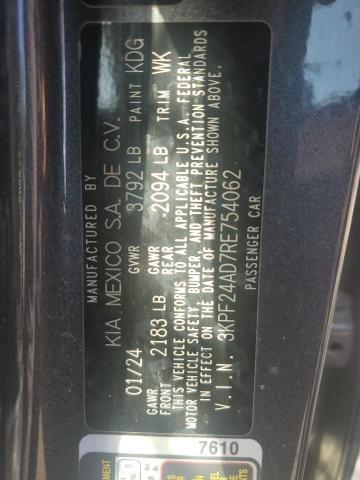 MANUFACTURED BY
KIA MEXICO S.A. DE C.V.
01/24 GVWR 3792 LB PAINT KDG
GAWR FRONT 2183 LB GAWR REAR 2094 LB TRIM WK
THIS VEHICLE CONFORMS TO ALL APPLICABLE U.S.A. FEDERAL
MOTOR VEHICLE SAFETY, BUMPER, AND THEFT PREVENTION STANDARDS
IN EFFECT ON THE DATE OF MANUFACTURE SHOWN ABOVE.
V.I.N. 3KPF24AD7RE754062
PASSENGER CAR
7610